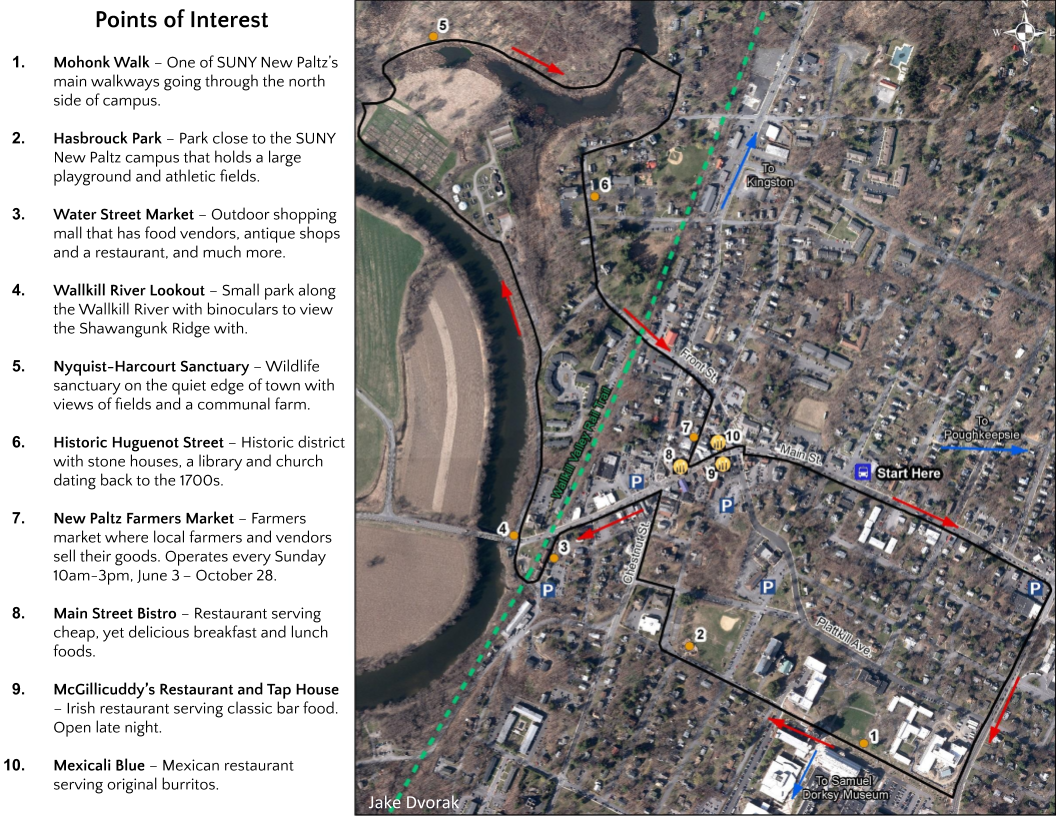 Points of Interest
1. Mohonk Walk – One of SUNY New Paltz's
main walkways going through the north
side of campus.
2. Hasbrouck Park – Park close to the SUNY
New Paltz campus that holds a large
playground and athletic fields.
3. Water Street Market – Outdoor shopping
mall that has food vendors, antique shops
and a restaurant, and much more.
4. Wallkill River Lookout – Small park along
the Wallkill River with binoculars to view
the Shawangunk Ridge with.
5. Nyquist-Harcourt Sanctuary – Wildlife
sanctuary on the quiet edge of town with
views of fields and a communal farm.
6. Historic Huguenot Street – Historic district
with stone houses, a library and church
dating back to the 1700s.
7. New Paltz Farmers Market – Farmers
market where local farmers and vendors
sell their goods. Operates every Sunday
10am-3pm, June 3 – October 28.
8. Main Street Bistro – Restaurant serving
cheap, yet delicious breakfast and lunch
foods.
9. McGillicuddy's Restaurant and Tap House
– Irish restaurant serving classic bar food.
Open late night.
10. Mexicali Blue – Mexican restaurant
serving original burritos.
5
N
W
E
S
6
To
Kingston
Front St.
Wallkill Valley Rail Trail
7
10
8
9
Main St.
To
Poughkeepsie
Start Here
P
P
4
3
Chestnut St.
P
P
P
2
Plattkill Ave.
1
To Samuel
Dorksy Museum
Jake Dvorak